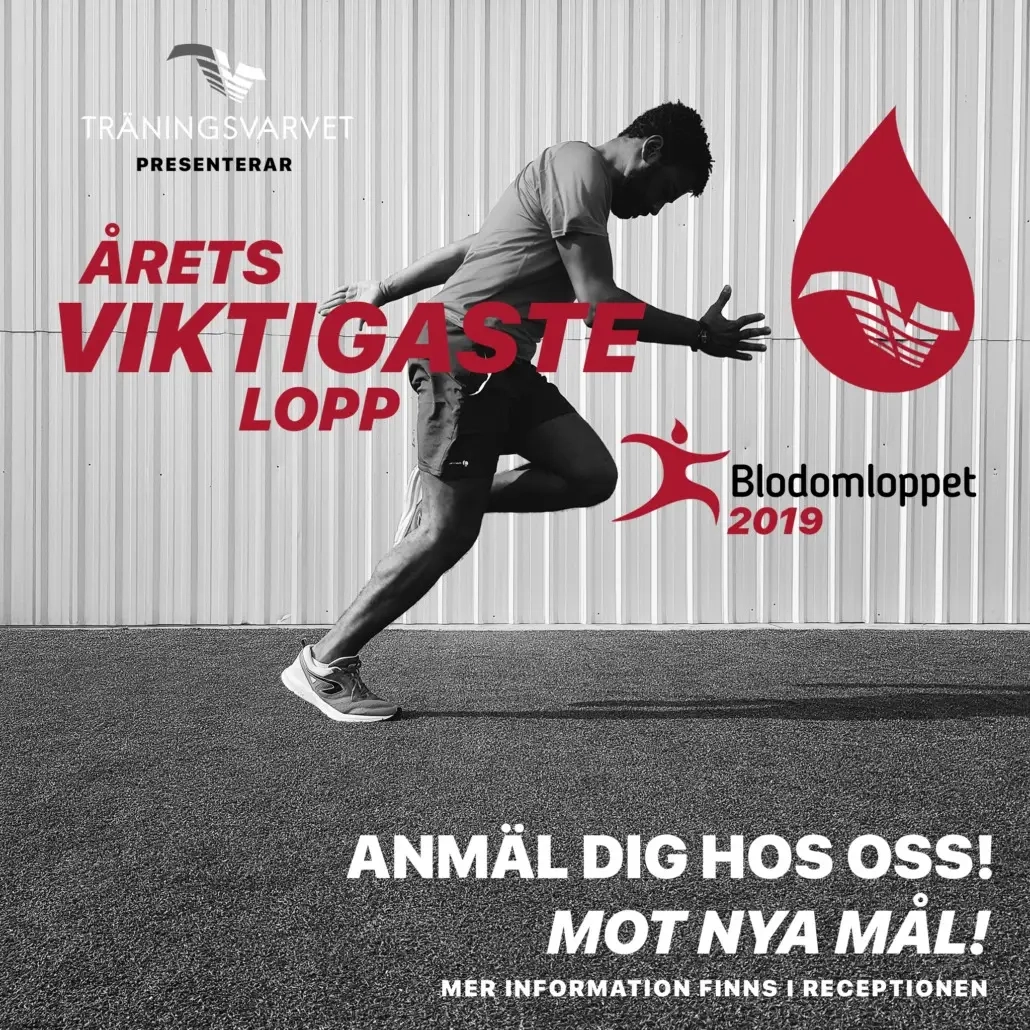 TRÄNINGSVARVET
PRESENTERAR
ÅRETS
VIKTIGASTE
LOPP
Blodomloppet
2019
ANMÄL DIG HOS OSS!
MOT NYA MÅL!
MER INFORMATION FINNS I RECEPTIONEN